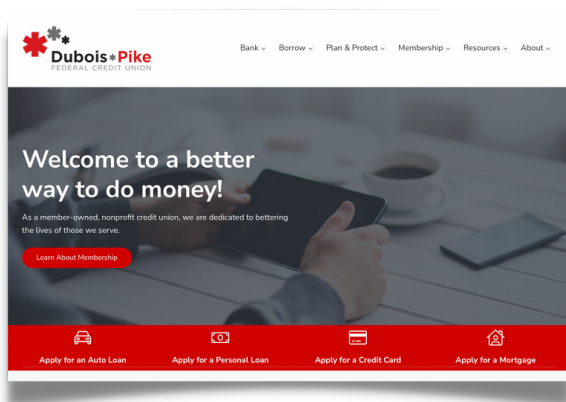 Dubois*Pike
FEDERAL CREDIT UNION
Bank
Borrow
Plan & Protect
Membership
Resources
About
Welcome to a better
way to do money!
As a member-owned, nonprofit credit union, we are dedicated to bettering
the lives of those we serve.
Learn About Membership
Apply for an Auto Loan
Apply for a Personal Loan
Apply for a Credit Card
Apply for a Mortgage